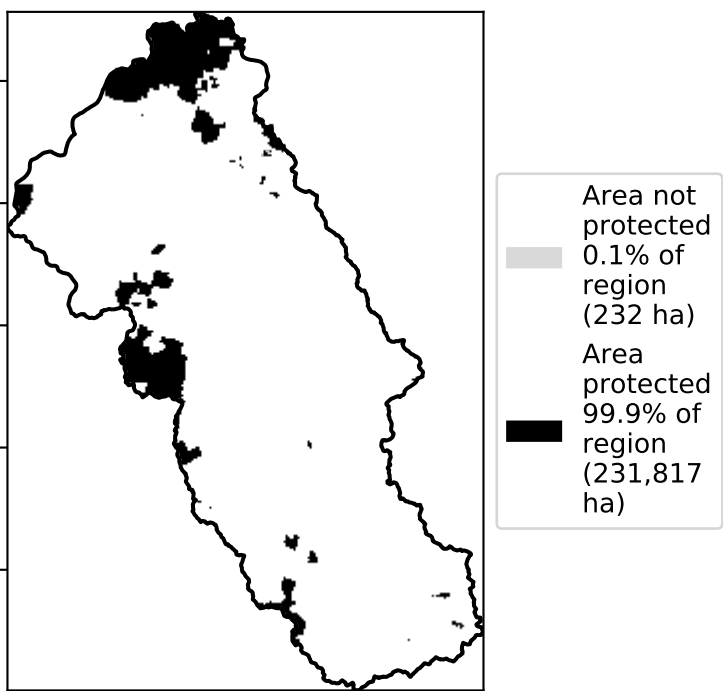 Area not
protected
0.1% of
region
(232 ha)
Area
protected
99.9% of
region
(231,817
ha)